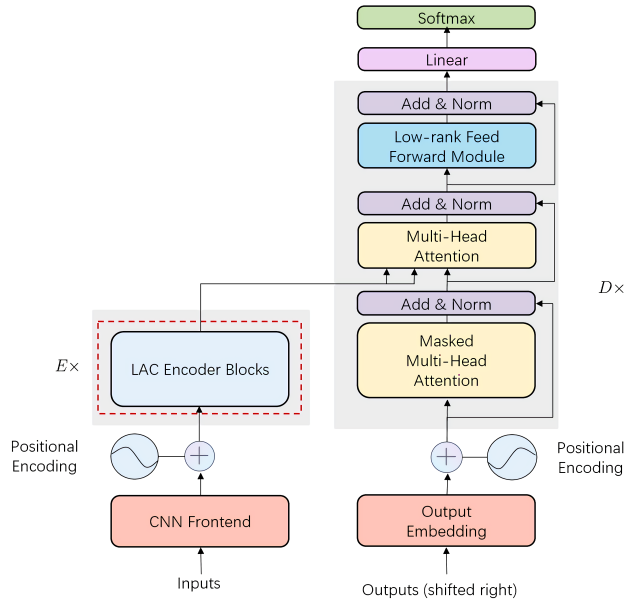 Softmax
Linear
Add & Norm
Low-rank Feed
Forward Module
Add & Norm
Multi-Head
Attention
D×
Add & Norm
Masked
Multi-Head
Attention
E×
LAC Encoder Blocks
Positional
Encoding
Positional
Encoding
CNN Frontend
Output
Embedding
Inputs
Outputs (shifted right)